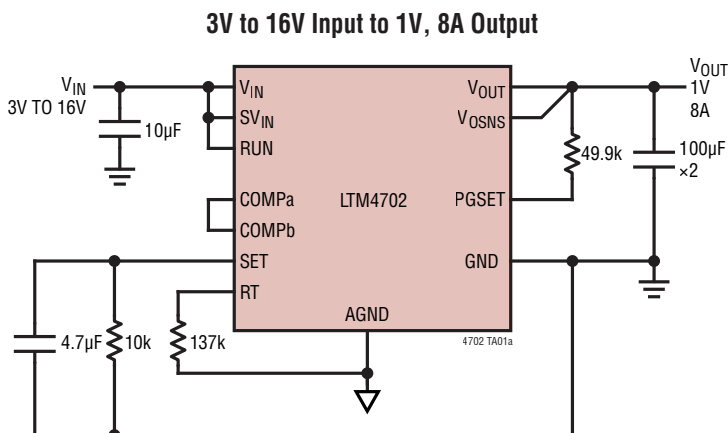 3V to 16V Input to 1V, 8A Output
VIN
3V TO 16V
10µF
VIN
SVIN
RUN
COMPa
COMPb
SET
RT
LTM4702
AGND
VOUT
VOSNS
PGSET
GND
VOUT
1V
8A
49.9k
100µF
×2
4.7µF
10k
137k
4702 TA01a